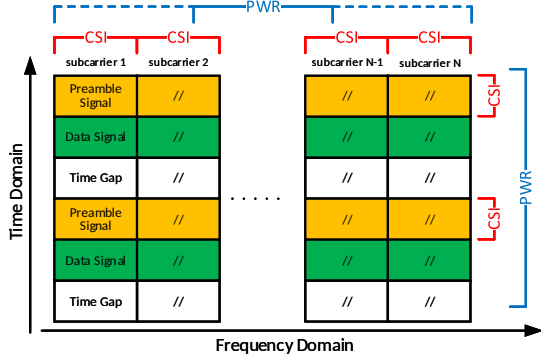 PWR
CSI CSI CSI CSI
subcarrier 1 subcarrier 2 subcarrier N-1 subcarrier N
Preamble
Signal // // //
CSI
Data Signal // // //
Time Gap // // //
. . . . .
Preamble
Signal // // //
CSI
Data Signal // // //
Time Gap // // //
PWR
Time Domain
Frequency Domain